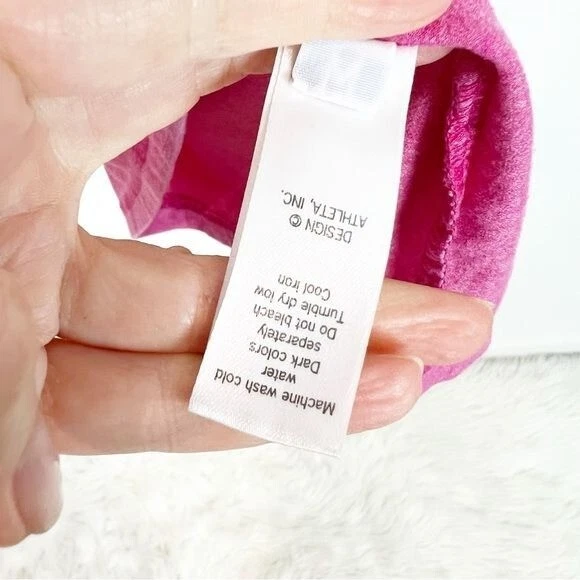 Machine wash cold
water
Dark colors
separately
Do not bleach
Tumble dry low
Cool iron
DESIGN ©
ATHLETA, INC.